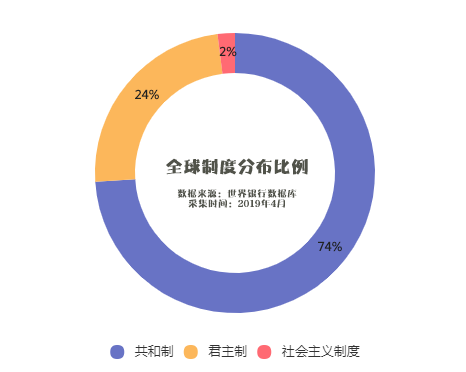 2%
24%
全球制度分布比例
数据来源：世界银行数据库
采集时间：2019年4月
74%
共和制 君主制 社会主义制度